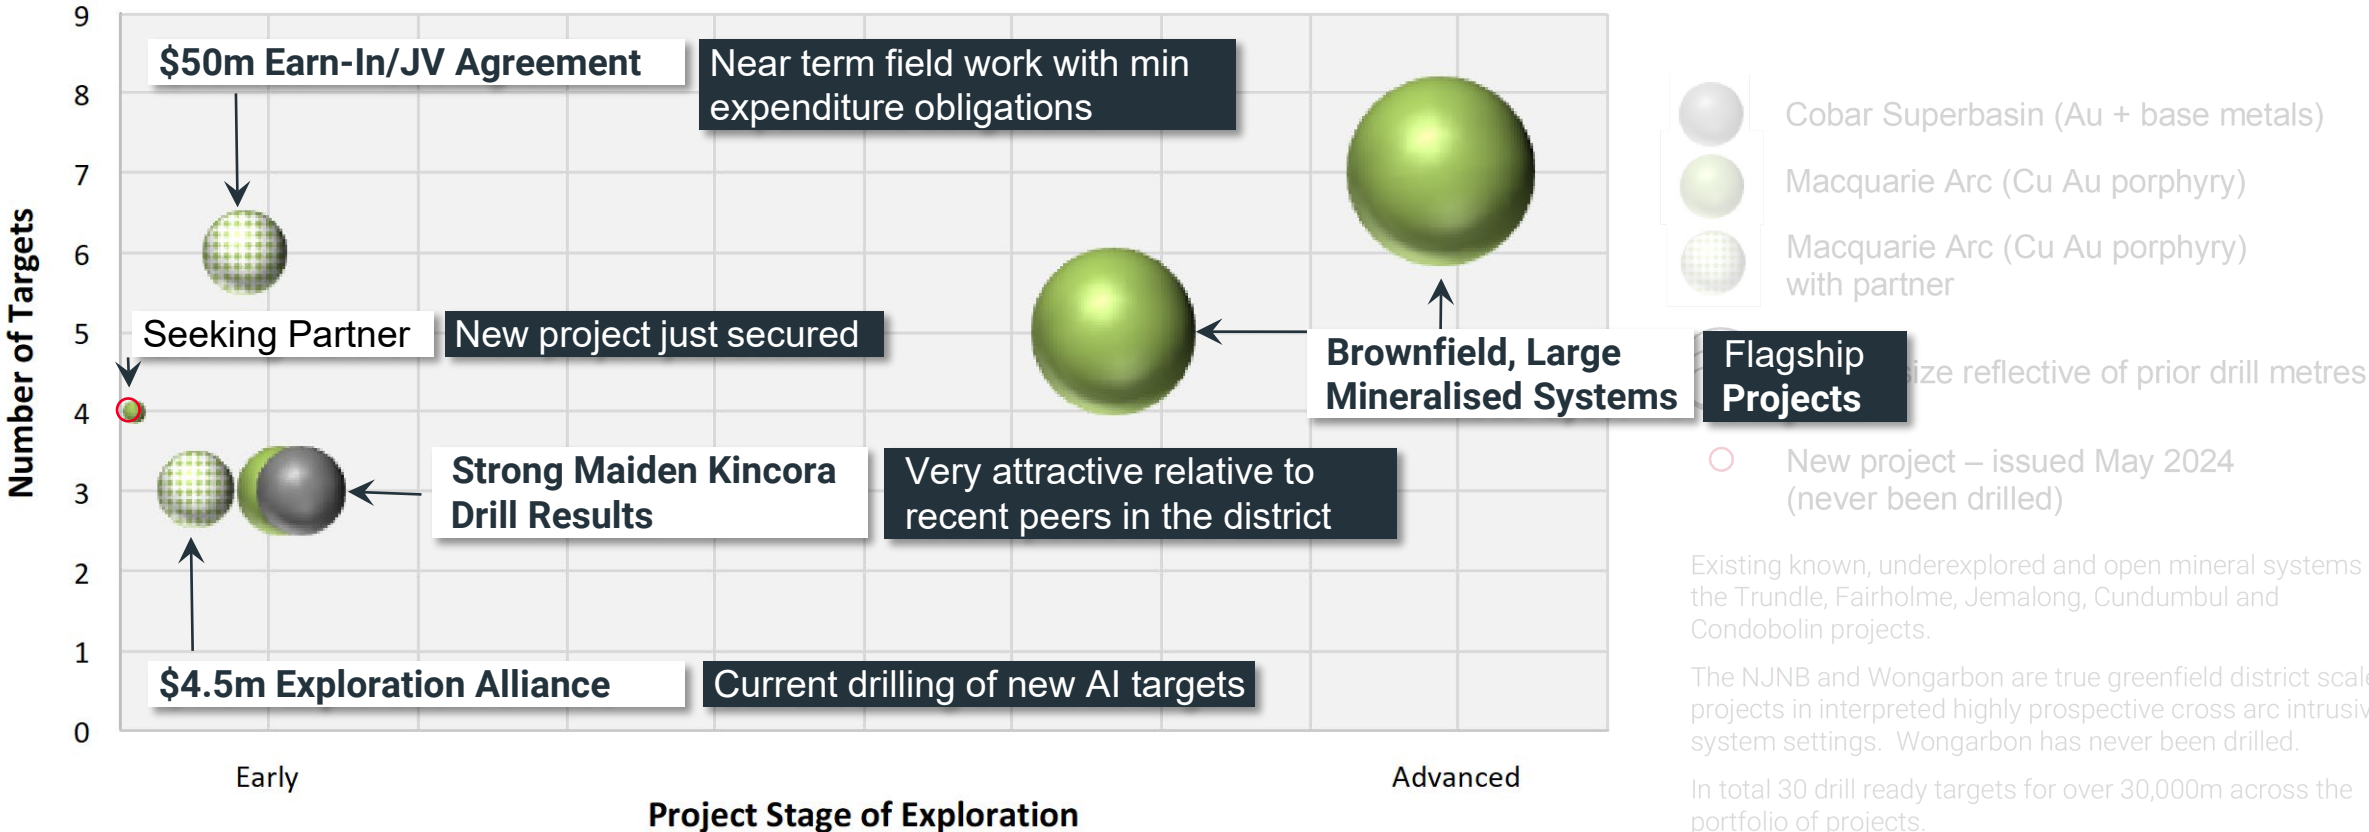 9
8
7
6
5
4
3
2
1
0
Number of Targets
$50m Earn-In/JV Agreement
Near term field work with min
expenditure obligations
Seeking Partner
New project just secured
Strong Maiden Kincora
Drill Results
Very attractive relative to
recent peers in the district
$4.5m Exploration Alliance
Current drilling of new AI targets
Brownfield, Large
Mineralised Systems
Flagship
Projects
Early
Advanced
Project Stage of Exploration
Cobar Superbasin (Au + base metals)
Macquarie Arc (Cu Au porphyry)
Macquarie Arc (Cu Au porphyry)
with partner
size reflective of prior drill metres
New project – issued May 2024
(never been drilled)
Existing known, underexplored and open mineral systems
the Trundle, Fairholme, Jemalong, Cundumbul and
Condobolin projects.
The NJNB and Wongarbon are true greenfield district scale
projects in interpreted highly prospective cross arc intrusiv
system settings. Wongarbon has never been drilled.
In total 30 drill ready targets for over 30,000m across the
portfolio of projects.